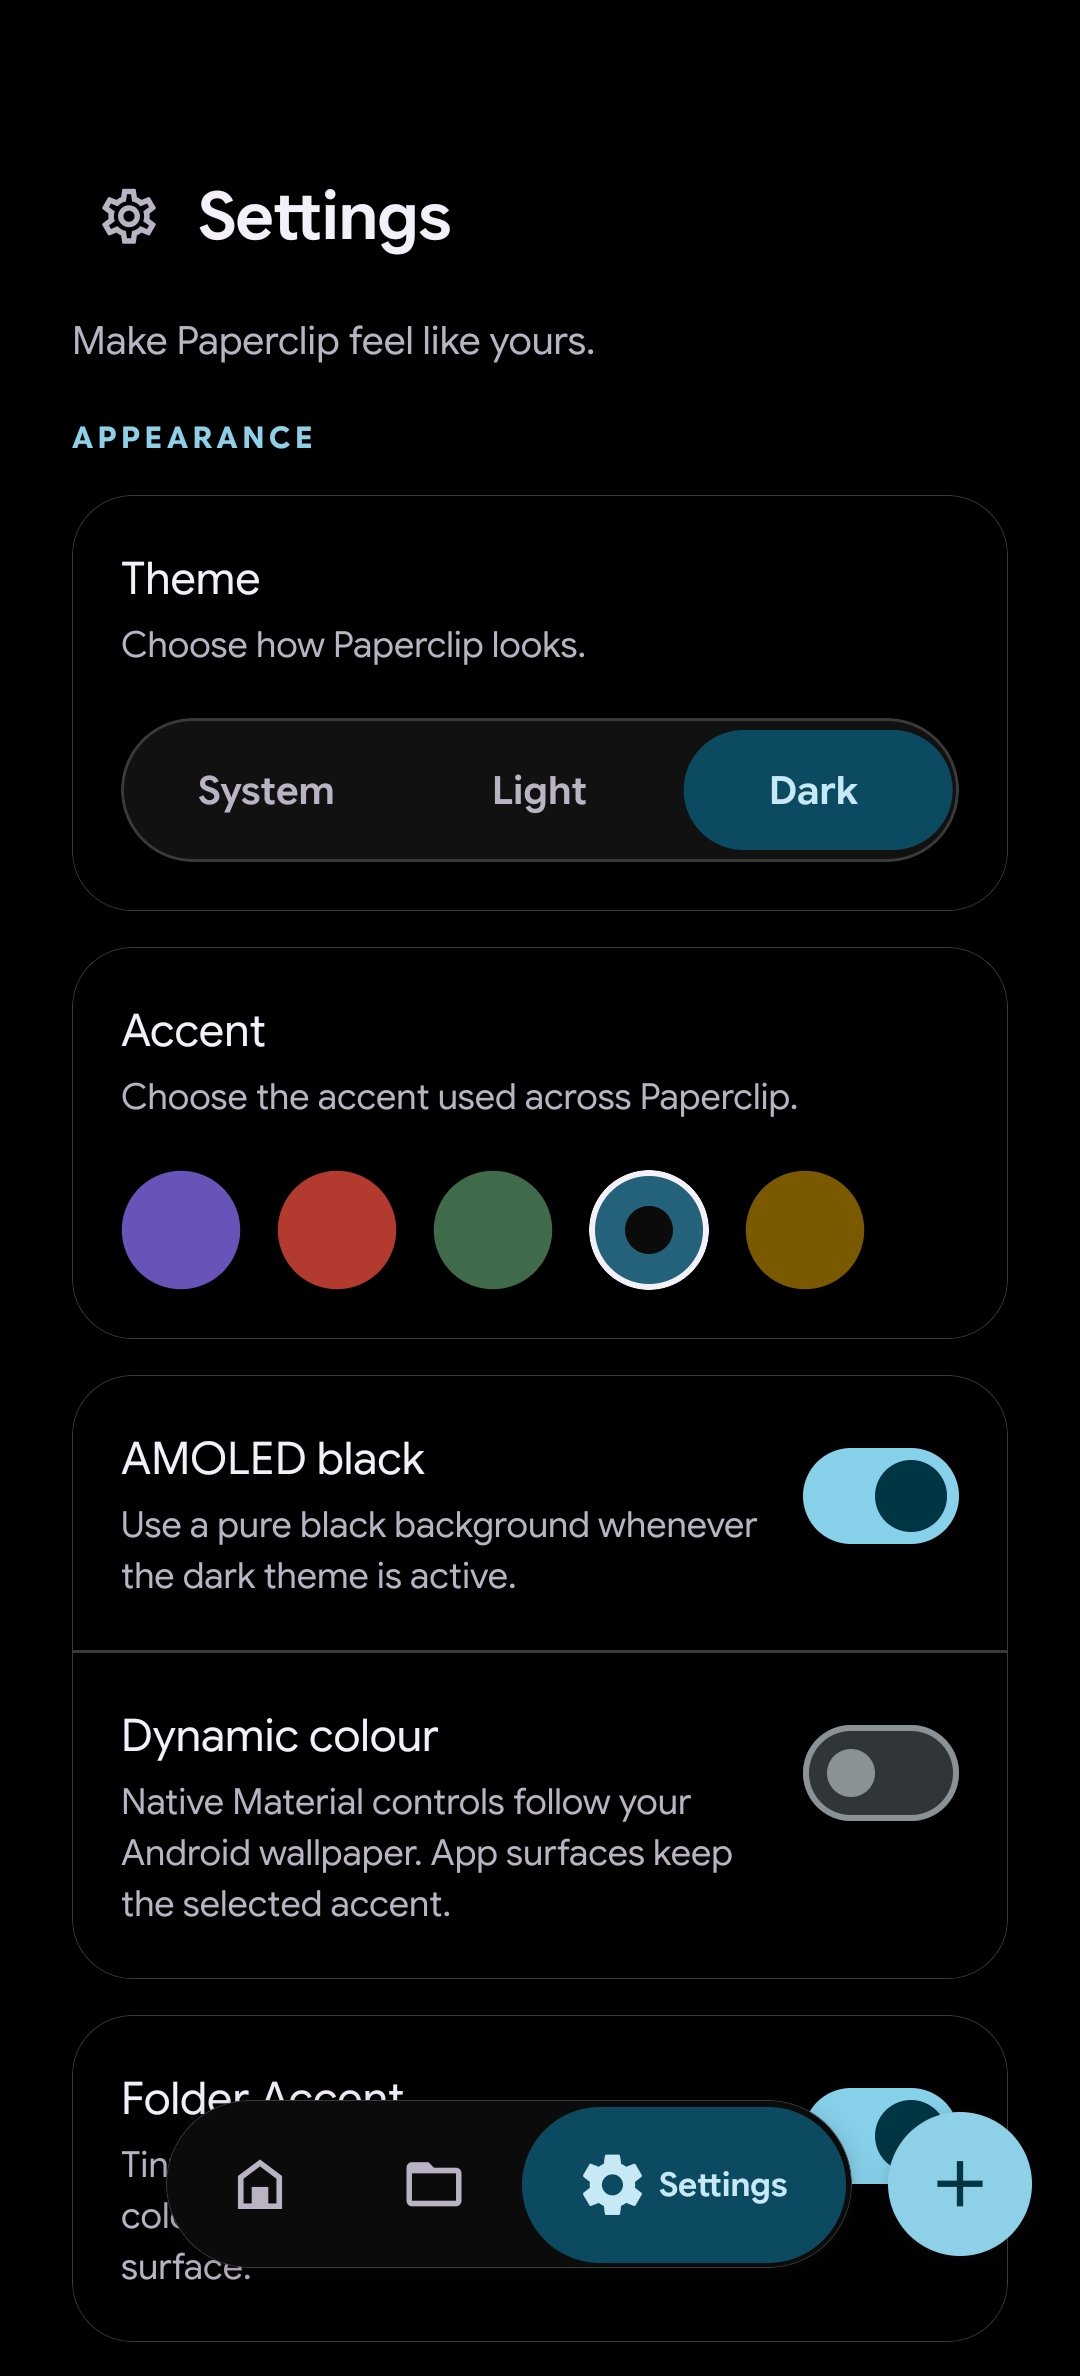 Settings
Make Paperclip feel like yours.
APPEARANCE
Theme
Choose how Paperclip looks.
System Light Dark
Accent
Choose the accent used across Paperclip.
AMOLED black
Use a pure black background whenever
the dark theme is active.
Dynamic colour
Native Material controls follow your
Android wallpaper. App surfaces keep
the selected accent.
Folder Accent
Settings
surface.